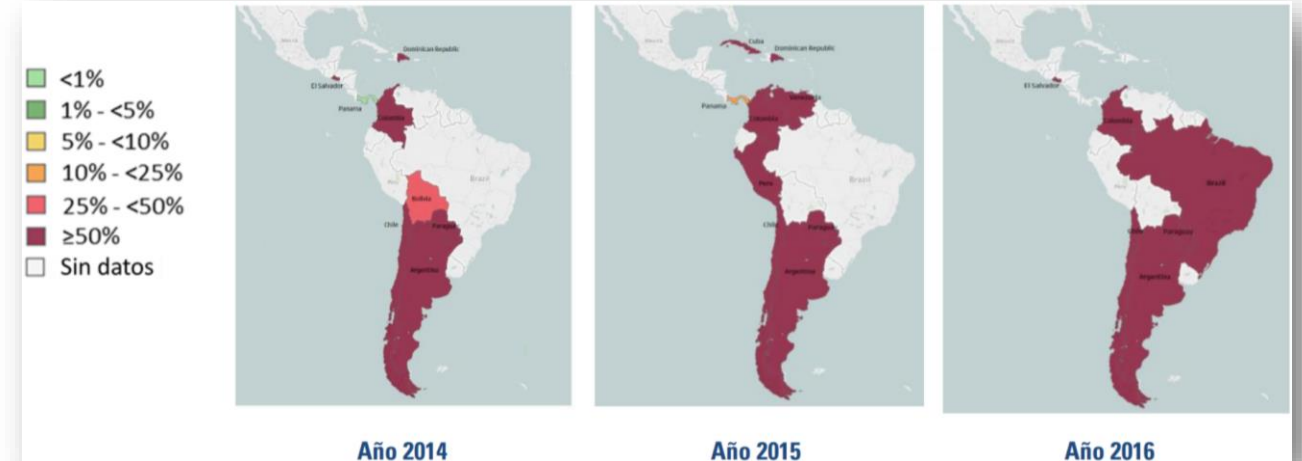 <1%
1% - <5%
5% - <10%
10% - <25%
25% - <50%
≥50%
Sin datos
Dominican Republic
El Salvador
Panama
Colombia
Peru
Brazil
Bolivia
Chile
Paraguay
Argentina
Cuba
Dominican Republic
Panama
Venezuela
Colombia
Peru
Brazil
Chile
Paraguay
Argentina
El Salvador
Colombia
Peru
Brazil
Chile
Paraguay
Argentina
Año 2014
Año 2015
Año 2016